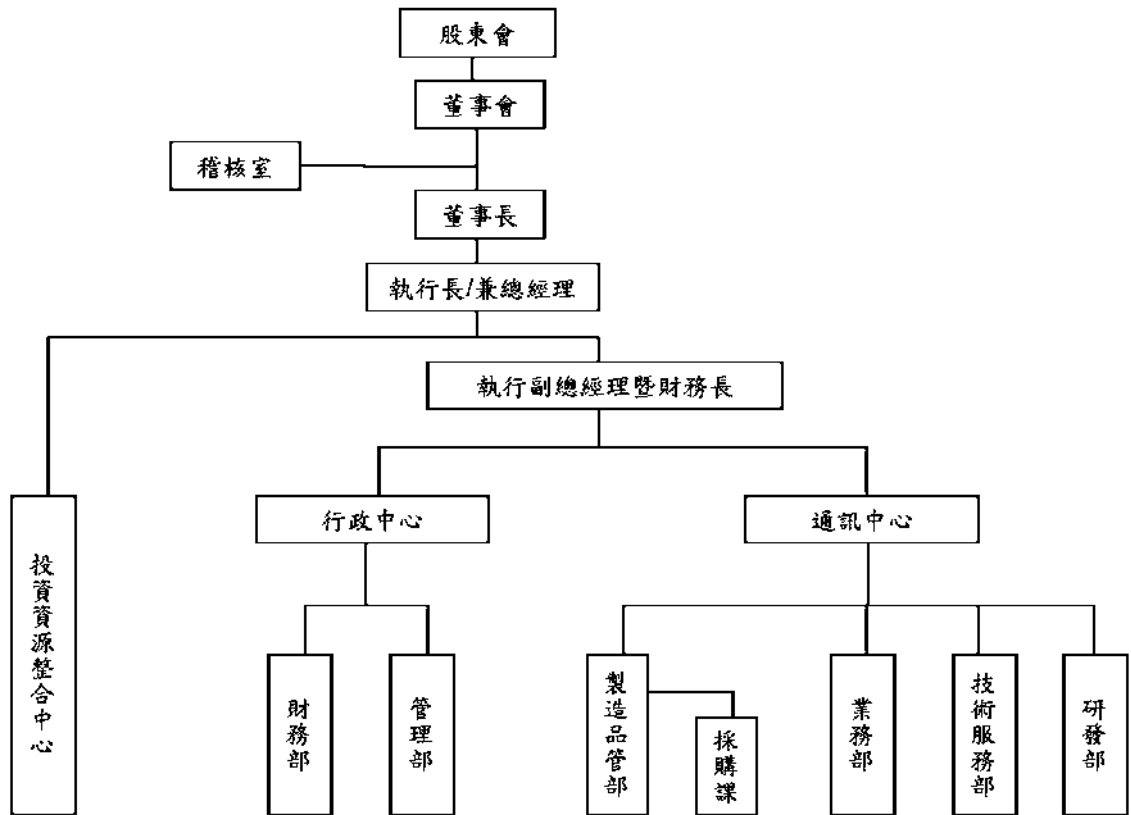 股東會
董事會
稽核室
董事長
執行長/兼總經理
執行副總經理暨財務長
行政中心
通訊中心
投資資源整合中心
財務部
管理部
製造品管部
採購課
業務部
技術服務部
研發部